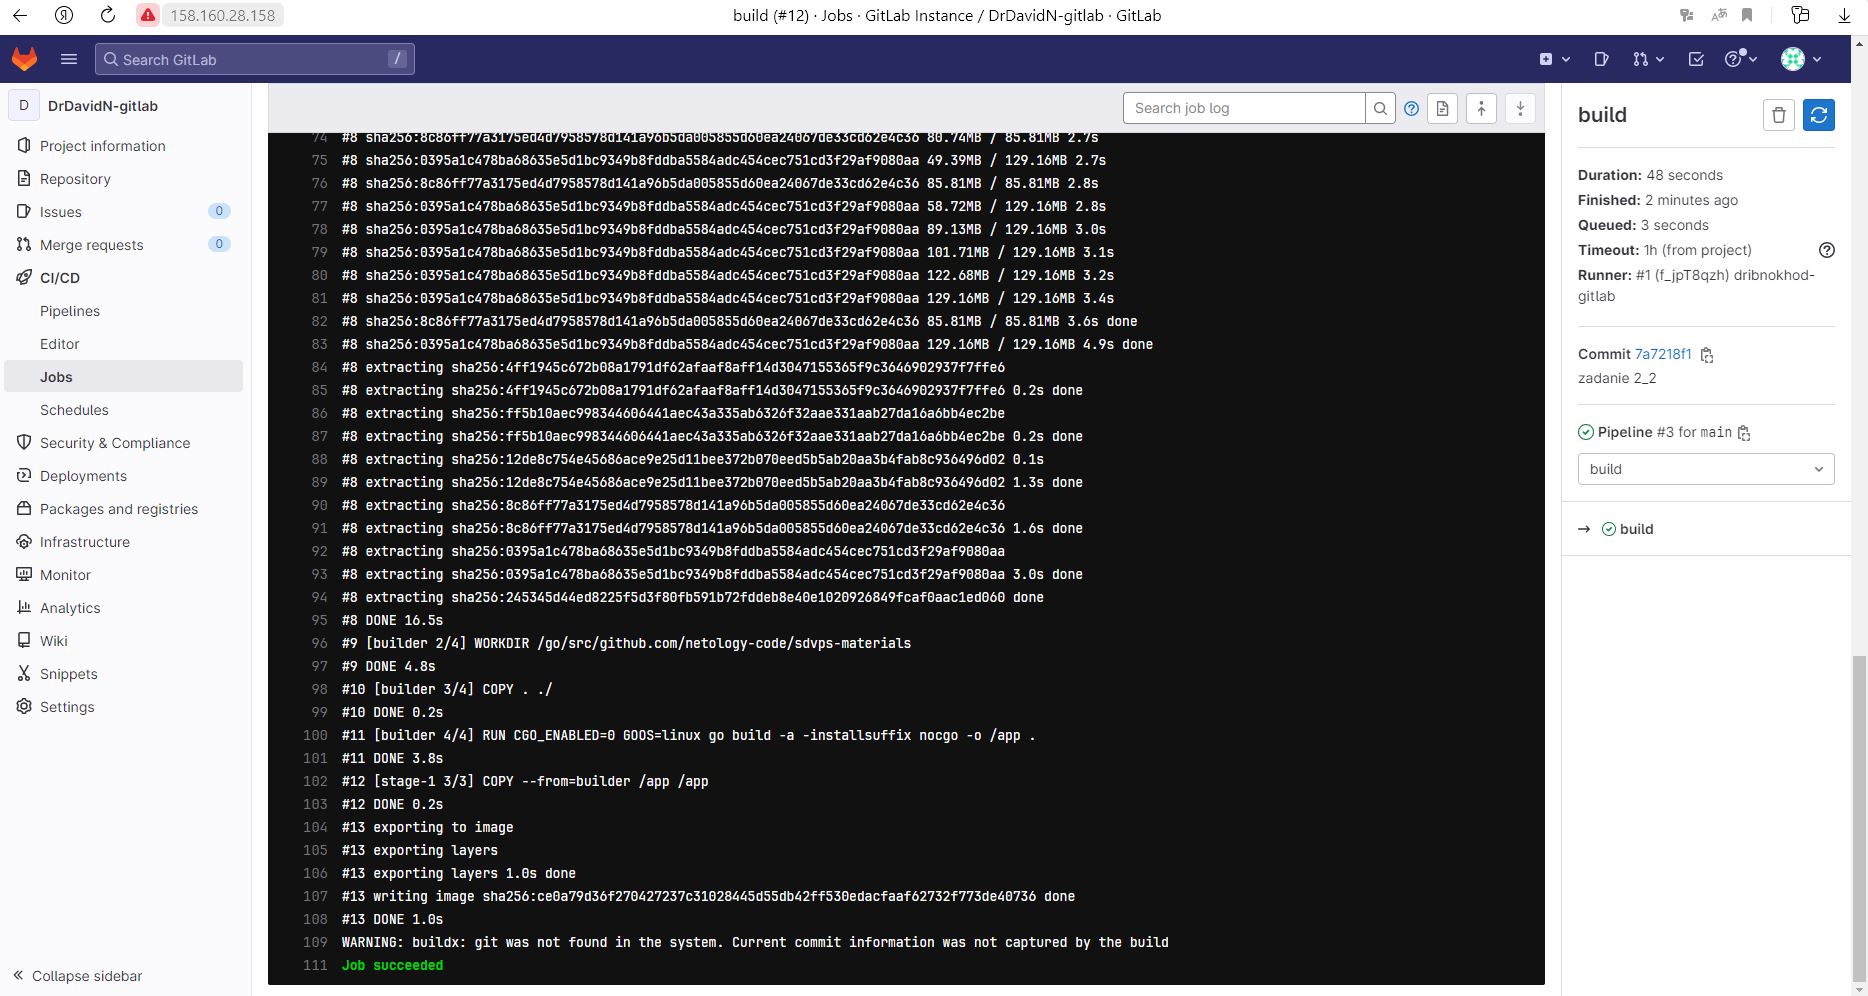 158.160.28.158
build (#12) · Jobs · GitLab Instance / DrDavidN-gitlab · GitLab
Search GitLab
/
D DrDavidN-gitlab
Project information
Repository
Issues 0
Merge requests 0
CI/CD
Pipelines
Editor
Jobs
Schedules
Security & Compliance
Deployments
Packages and registries
Infrastructure
Monitor
Analytics
Wiki
Snippets
Settings
Collapse sidebar
Search job log
74 #8 sha256:8c86ff77a3175ed4d7958578d141a96b5da005855d60ea24067de33cd62e4c36 80.74MB / 85.81MB 2.7s
75 #8 sha256:0395a1c478ba68635e5d1bc9349b8fddba5584adc454cec751cd3f29af9080aa 49.39MB / 129.16MB 2.7s
76 #8 sha256:8c86ff77a3175ed4d7958578d141a96b5da005855d60ea24067de33cd62e4c36 85.81MB / 85.81MB 2.8s
77 #8 sha256:0395a1c478ba68635e5d1bc9349b8fddba5584adc454cec751cd3f29af9080aa 58.72MB / 129.16MB 2.8s
78 #8 sha256:0395a1c478ba68635e5d1bc9349b8fddba5584adc454cec751cd3f29af9080aa 89.13MB / 129.16MB 3.0s
79 #8 sha256:0395a1c478ba68635e5d1bc9349b8fddba5584adc454cec751cd3f29af9080aa 101.71MB / 129.16MB 3.1s
80 #8 sha256:0395a1c478ba68635e5d1bc9349b8fddba5584adc454cec751cd3f29af9080aa 122.68MB / 129.16MB 3.2s
81 #8 sha256:0395a1c478ba68635e5d1bc9349b8fddba5584adc454cec751cd3f29af9080aa 129.16MB / 129.16MB 3.4s
82 #8 sha256:8c86ff77a3175ed4d7958578d141a96b5da005855d60ea24067de33cd62e4c36 85.81MB / 85.81MB 3.6s done
83 #8 sha256:0395a1c478ba68635e5d1bc9349b8fddba5584adc454cec751cd3f29af9080aa 129.16MB / 129.16MB 4.9s done
84 #8 extracting sha256:4ff1945c672b08a1791df62afaaf8aff14d3047155365f9c3646902937f7ffe6
85 #8 extracting sha256:4ff1945c672b08a1791df62afaaf8aff14d3047155365f9c3646902937f7ffe6 0.2s done
86 #8 extracting sha256:ff5b10aec998344606441aec43a335ab6326f32aae331aab27da16a6bb4ec2be
87 #8 extracting sha256:ff5b10aec998344606441aec43a335ab6326f32aae331aab27da16a6bb4ec2be 0.2s done
88 #8 extracting sha256:12de8c754e45686ace9e25d11bee372b070eed5b5ab20aa3b4fab8c936496d02 0.1s
89 #8 extracting sha256:12de8c754e45686ace9e25d11bee372b070eed5b5ab20aa3b4fab8c936496d02 1.3s done
90 #8 extracting sha256:8c86ff77a3175ed4d7958578d141a96b5da005855d60ea24067de33cd62e4c36
91 #8 extracting sha256:8c86ff77a3175ed4d7958578d141a96b5da005855d60ea24067de33cd62e4c36 1.6s done
92 #8 extracting sha256:0395a1c478ba68635e5d1bc9349b8fddba5584adc454cec751cd3f29af9080aa
93 #8 extracting sha256:0395a1c478ba68635e5d1bc9349b8fddba5584adc454cec751cd3f29af9080aa 3.0s done
94 #8 extracting sha256:245345d44ed8225f5d3f80fb591b72fddeb8e40e1020926849fcaf0aac1ed060 done
95 #8 DONE 16.5s
96 #9 [builder 2/4] WORKDIR /go/src/github.com/netology-code/sdvps-materials
97 #9 DONE 4.8s
98 #10 [builder 3/4] COPY . ./
99 #10 DONE 0.2s
100 #11 [builder 4/4] RUN CGO_ENABLED=0 GOOS=linux go build -a -installsuffix nocgo -o /app .
101 #11 DONE 3.8s
102 #12 [stage-1 3/3] COPY --from=builder /app /app
103 #12 DONE 0.2s
104 #13 exporting to image
105 #13 exporting layers
106 #13 exporting layers 1.0s done
107 #13 writing image sha256:ce0a79d36f270427237c31028445d55db42ff530edacfaaf62732f773de40736 done
108 #13 DONE 1.0s
109 WARNING: buildx: git was not found in the system. Current commit information was not captured by the build
111 Job succeeded
build
Duration: 48 seconds
Finished: 2 minutes ago
Queued: 3 seconds
Timeout: 1h (from project)
Runner: #1 (f_jpT8qzh) dribnokhod-
gitlab
Commit 7a7218f1
zadanie 2_2
Pipeline #3 for main
build
build